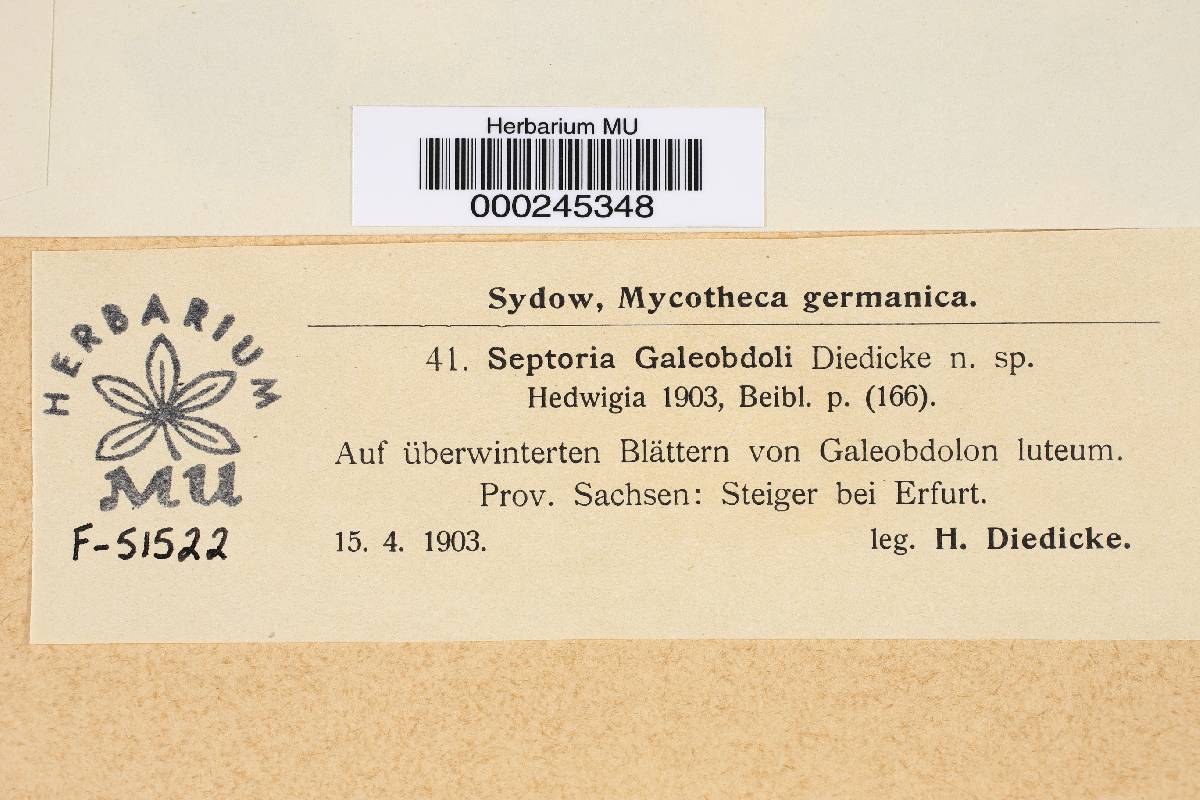 Herbarium MU
000245348
HERBARIUM
MU
F-51522
Sydow, Mycotheca germanica.
41. Septoria Galeobdoli Diedicke n. sp.
Hedwigia 1903, Beibl. p. (166).
Auf überwinterten Blättern von Galeobdolon luteum.
Prov. Sachsen: Steiger bei Erfurt.
15. 4. 1903. leg. H. Diedicke.